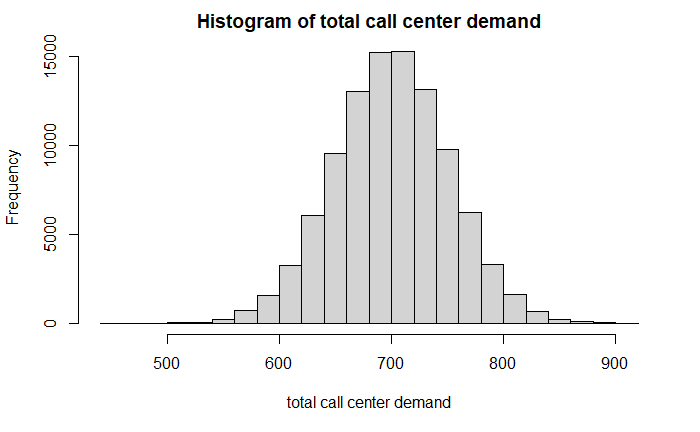 Histogram of total call center demand
Frequency
15000
10000
5000
0
500 600 700 800 900
total call center demand